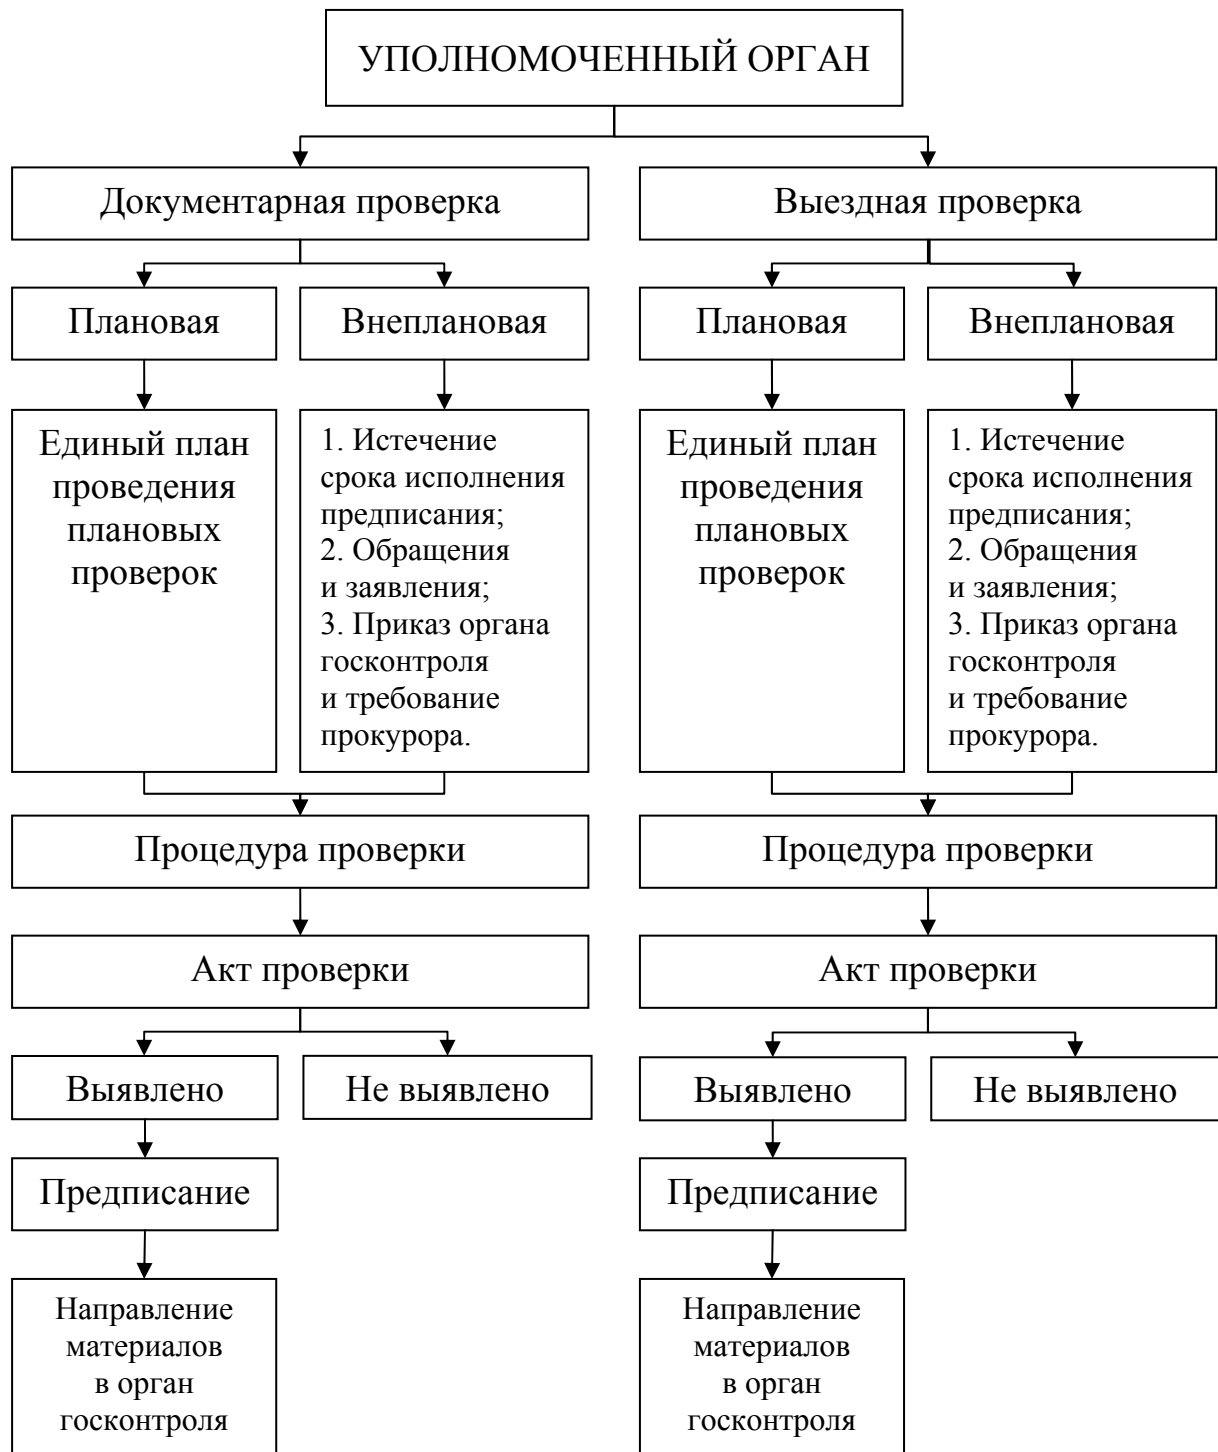 УПОЛНОМОЧЕННЫЙ ОРГАН
Документарная проверка
Выездная проверка
Плановая
Внеплановая
Плановая
Внеплановая
Единый план
проведения
плановых
проверок
1. Истечение
срока исполнения
предписания;
2. Обращения
и заявления;
3. Приказ органа
госконтроля
и требование
прокурора.
Единый план
проведения
плановых
проверок
1. Истечение
срока исполнения
предписания;
2. Обращения
и заявления;
3. Приказ органа
госконтроля
и требование
прокурора.
Процедура проверки
Процедура проверки
Акт проверки
Акт проверки
Выявлено
Не выявлено
Выявлено
Не выявлено
Предписание
Предписание
Направление
материалов
в орган
госконтроля
Направление
материалов
в орган
госконтроля